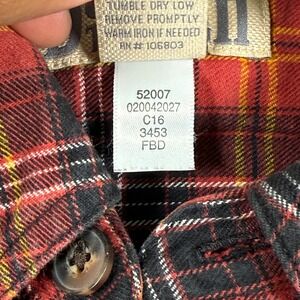 TUMBLE DRY LOW
REMOVE PROMPTLY
WARM IRON IF NEEDED
RN# 106803
52007
020042027
C16
3453
FBD